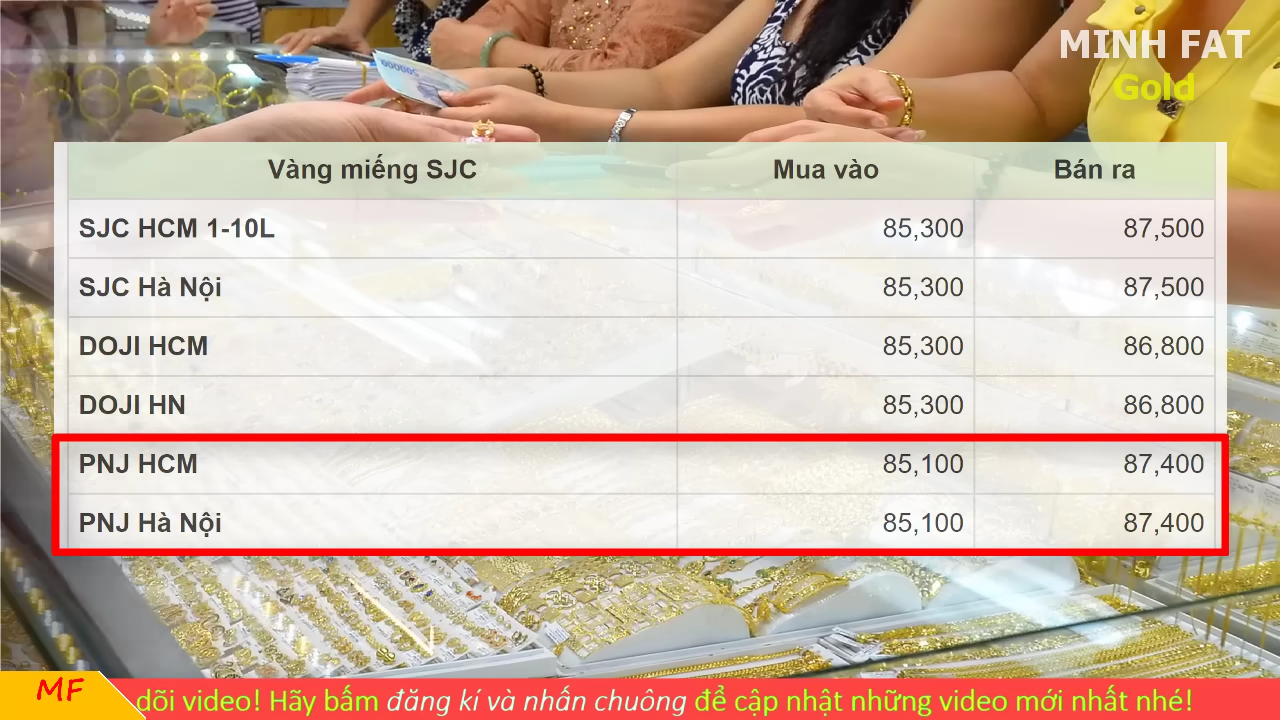 MINH FAT
Gold
500000
Vàng miếng SJC Mua vào Bán ra
SJC HCM 1-10L 85,300 87,500
SJC Hà Nội 85,300 87,500
DOJI HCM 85,300 86,800
DOJI HN 85,300 86,800
PNJ HCM 85,100 87,400
PNJ Hà Nội 85,100 87,400
MF dõi video! Hãy bấm đăng kí và nhấn chuông để cập nhật những video mới nhất nhé!